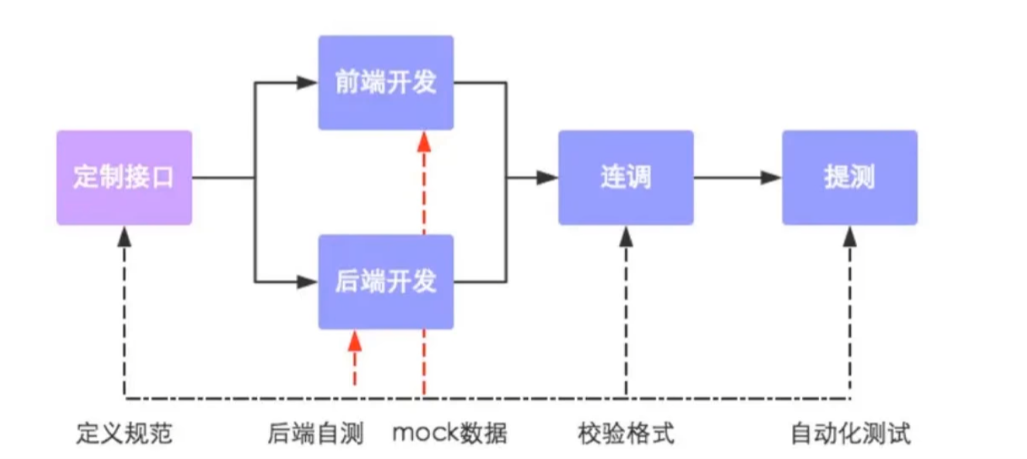 前端开发
定制接口
连调
提测
后端开发
定义规范
后端自测
mock数据
校验格式
自动化测试